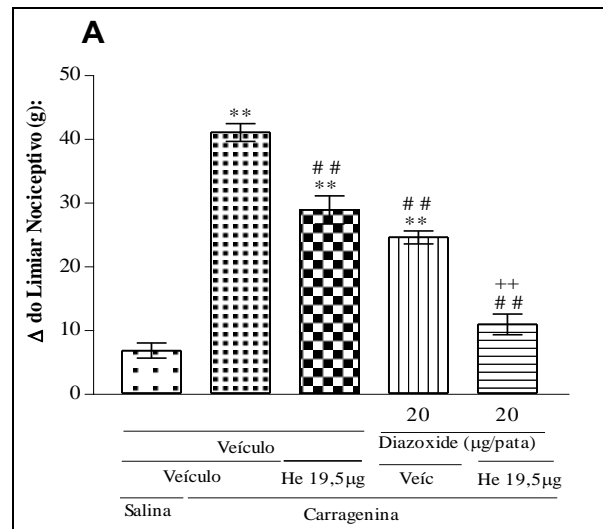 A
Δ do Limiar Nociceptivo (g):
50
40
30
20
10
0
**
##
**
##
**
++
##
20 20
Veículo Diazoxide (µg/pata)
Veículo He 19,5µg Veíc He 19,5µg
Salina Carragenina